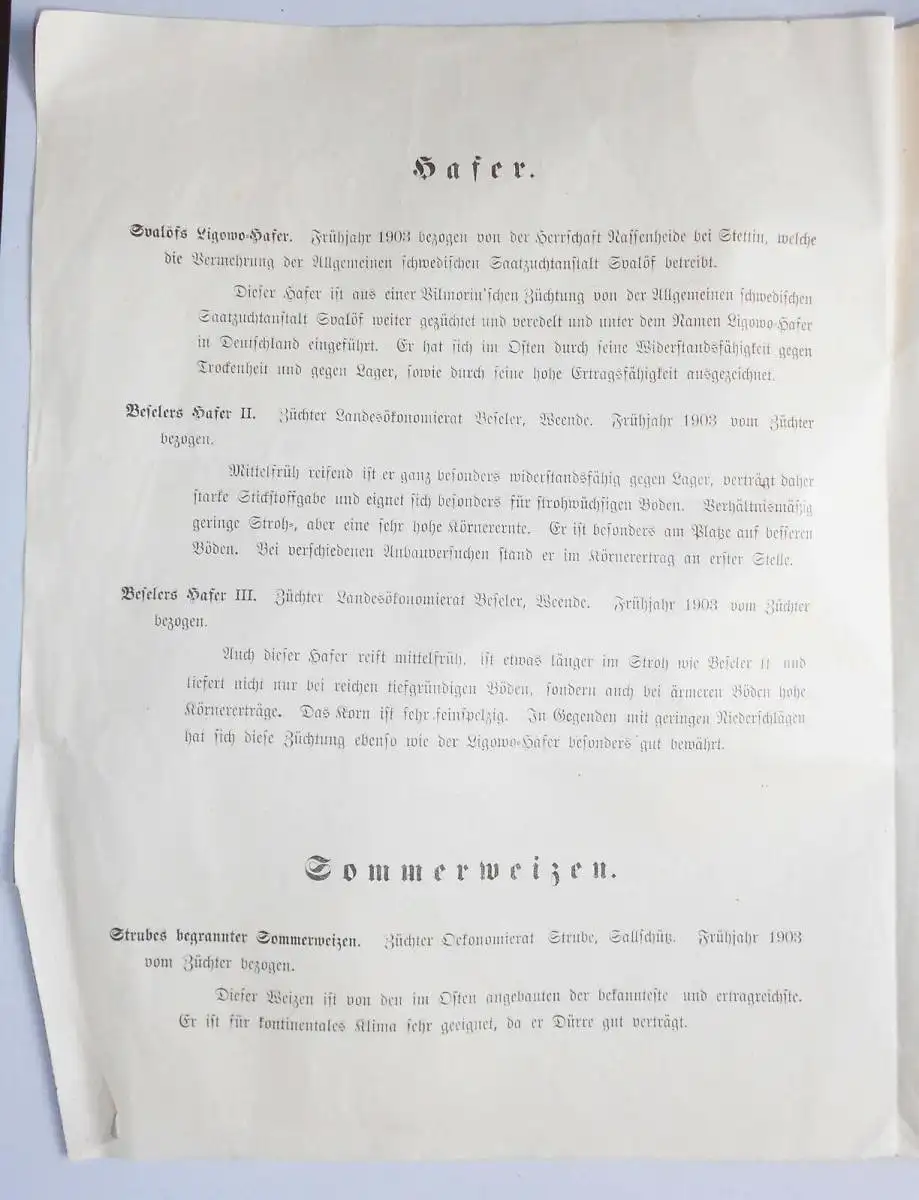 Hafer.
Svalöfs Ligowo-Hafer. Frühjahr 1903 bezogen von der Herrschaft Nassenheide bei Stettin, welche
die Vermehrung der Allgemeinen schwedischen Saatzuchtanstalt Svalöf betreibt.
Dieser Hafer ist aus einer Vilmorin'schen Züchtung von der Allgemeinen schwedischen
Saatzuchtanstalt Svalöf weiter gezüchtet und veredelt und unter dem Namen Ligowo-Hafer
in Deutschland eingeführt. Er hat sich im Osten durch seine Widerstandsfähigkeit gegen
Trockenheit und gegen Lager, sowie durch seine hohe Ertragsfähigkeit ausgezeichnet.
Beselers Hafer II. Züchter Landesökonomierat Beseler, Weende. Frühjahr 1903 vom Züchter
bezogen.
Mittelfrüh reifend ist er ganz besonders widerstandsfähig gegen Lager, verträgt daher
starke Stickstoffgabe und eignet sich besonders für strohwüchsigen Boden. Verhältnismäßig
geringe Stroh-, aber eine sehr hohe Körnerernte. Er ist besonders am Platze auf besseren
Böden. Bei verschiedenen Anbauversuchen stand er im Körnerertrag an erster Stelle.
Beselers Hafer III. Züchter Landesökonomierat Beseler, Weende. Frühjahr 1903 vom Züchter
bezogen.
Auch dieser Hafer reift mittelfrüh, ist etwas länger im Stroh wie Beseler II und
liefert nicht nur bei reichen tiefgründigen Böden, sondern auch bei ärmeren Böden hohe
Körnererträge. Das Korn ist sehr feinspelzig. In Gegenden mit geringen Niederschlägen
hat sich diese Züchtung ebenso wie der Ligowo-Hafer besonders gut bewährt.
Sommerweizen.
Strubes begrannter Sommerweizen. Züchter Oekonomierat Strube, Sallschütz. Frühjahr 1903
vom Züchter bezogen.
Dieser Weizen ist von den im Osten angebauten der bekannteste und ertragreichste.
Er ist für kontinentales Klima sehr geeignet, da er Dürre gut verträgt.